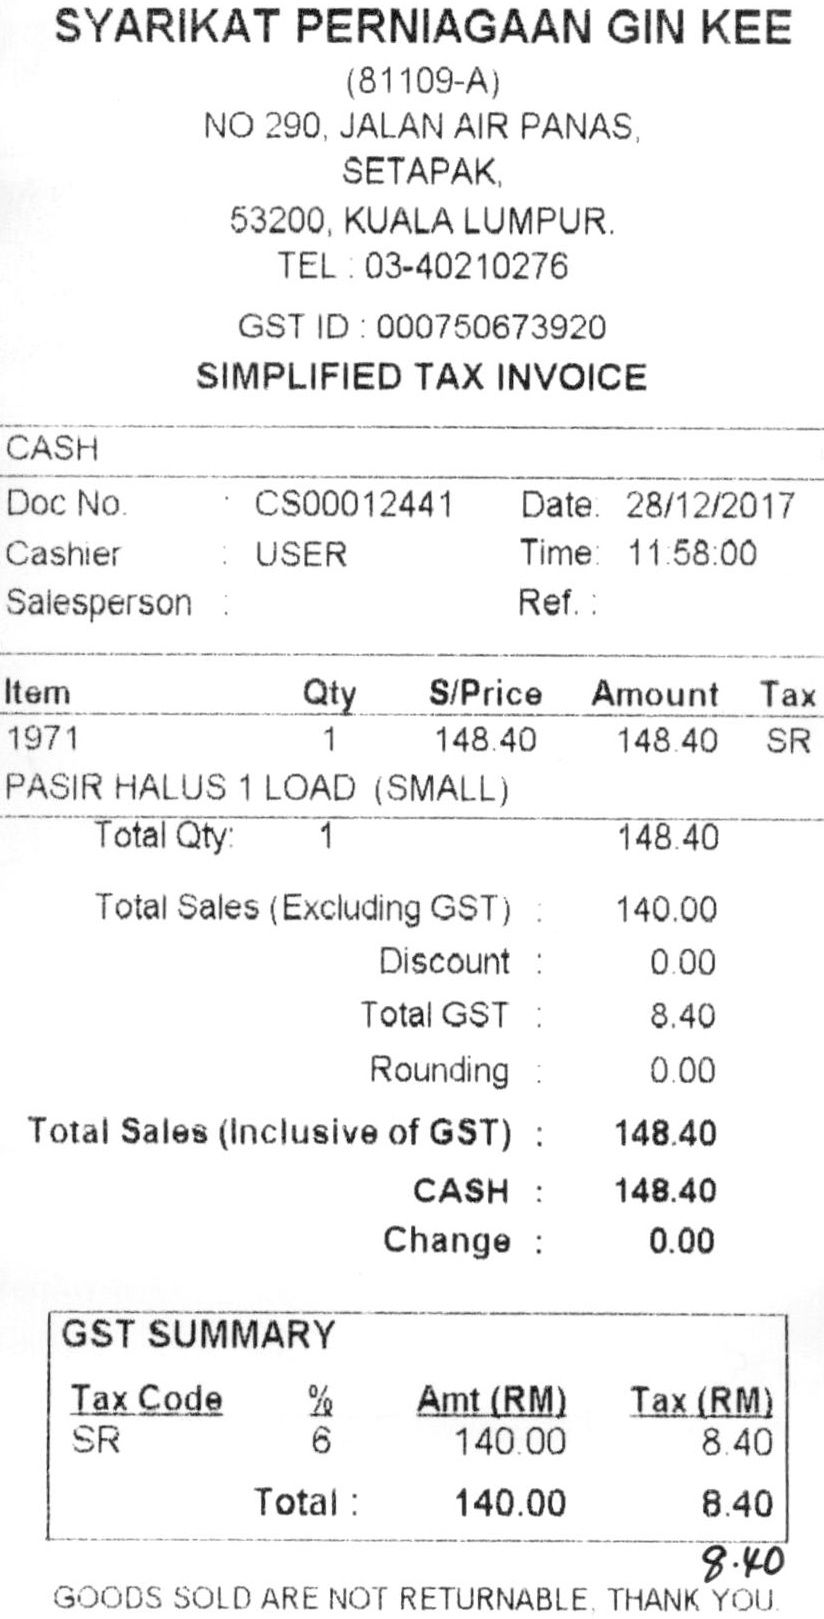 SYARIKAT PERNIAGAAN GIN KEE
(81109-A)
NO 290, JALAN AIR PANAS,
SETAPAK,
53200, KUALA LUMPUR.
TEL : 03-40210276
GST ID : 000750673920
SIMPLIFIED TAX INVOICE
CASH
Doc No. : CS00012441 Date: 28/12/2017
Cashier : USER Time: 11:58:00
Salesperson : Ref. :
Item Qty S/Price Amount Tax
1971 1 148.40 148.40 SR
PASIR HALUS 1 LOAD (SMALL)
Total Qty: 1 148.40
Total Sales (Excluding GST) : 140.00
Discount : 0.00
Total GST : 8.40
Rounding : 0.00
Total Sales (Inclusive of GST) : 148.40
CASH : 148.40
Change : 0.00
GST SUMMARY
Tax Code % Amt (RM) Tax (RM)
SR 6 140.00 8.40
Total : 140.00 8.40
8.40
GOODS SOLD ARE NOT RETURNABLE, THANK YOU.